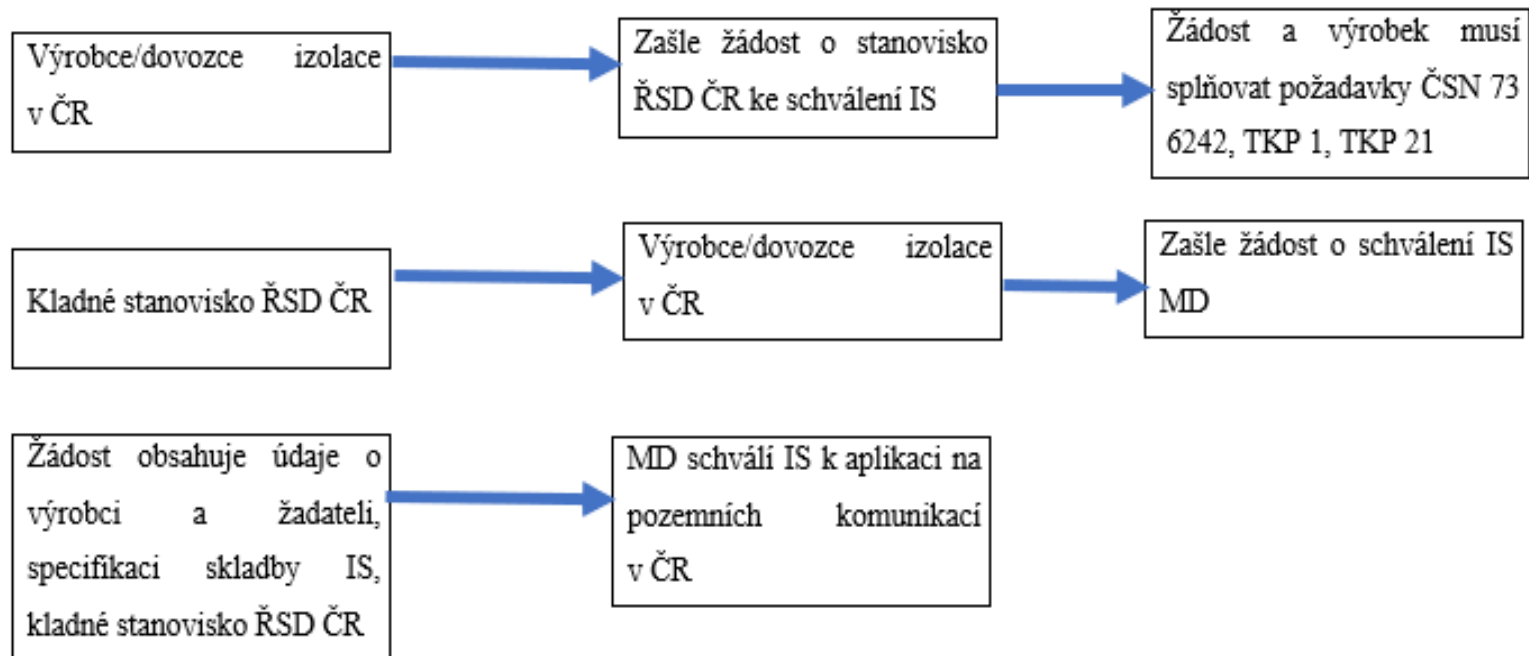 Výrobce/dovozce izolace
v ČR
Zašle žádost o stanovisko
ŘSD ČR ke schválení IS
Žádost a výrobek musí
splňovat požadavky ČSN 73
6242, TKP 1, TKP 21
Kladné stanovisko ŘSD ČR
Výrobce/dovozce izolace
v ČR
Zašle žádost o schválení IS
MD
Žádost obsahuje údaje o
výrobci a žadateli,
specifikaci skladby IS,
kladné stanovisko ŘSD ČR
MD schválí IS k aplikaci na
pozemních komunikací
v ČR